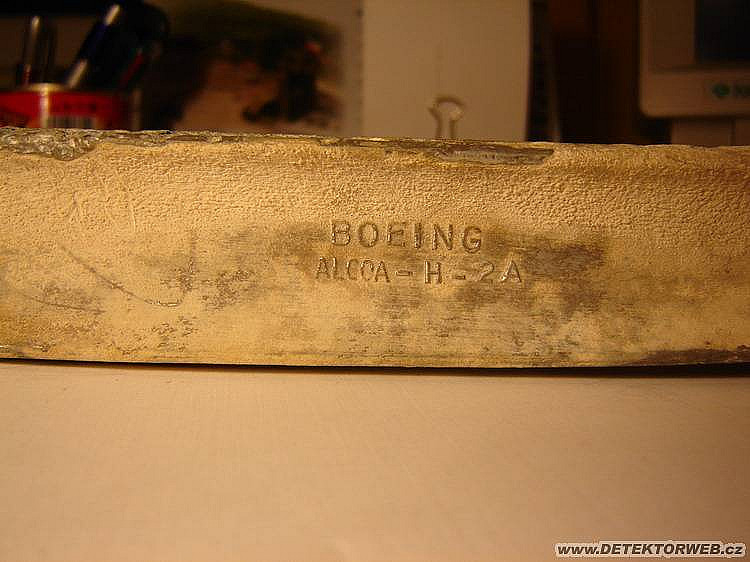 BOEING
ALCOA - H - 2A
www.DETEKTORWEB.cz